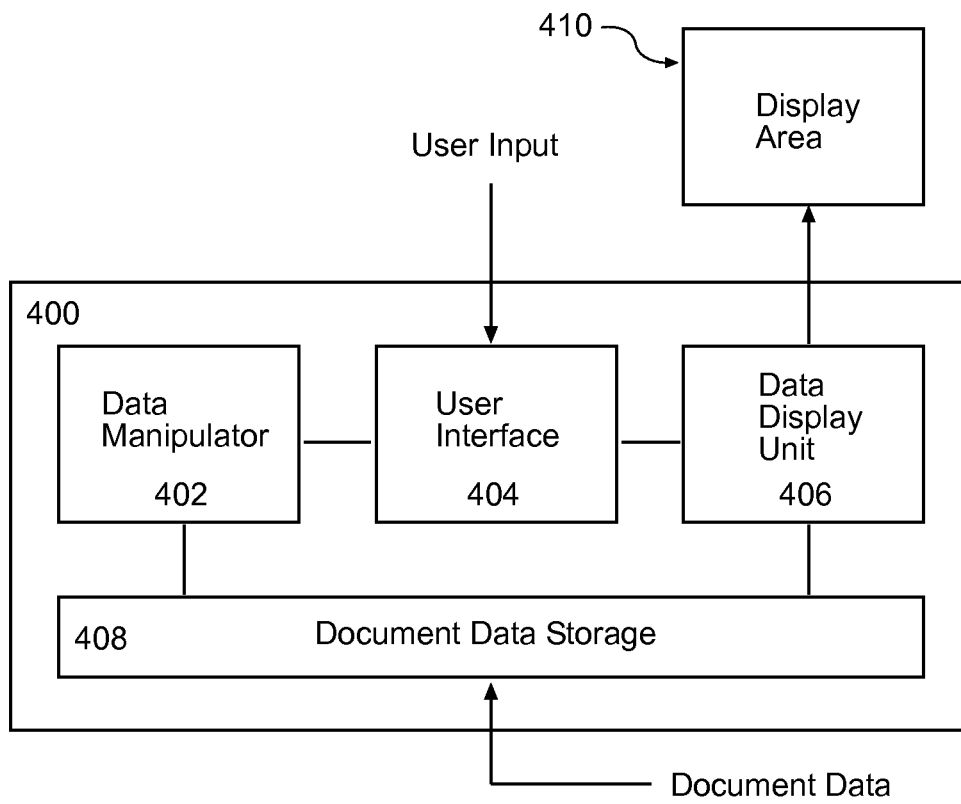 410
Display
Area
User Input
400
Data
Manipulator
402
User
Interface
404
Data
Display
Unit
406
408
Document Data Storage
Document Data